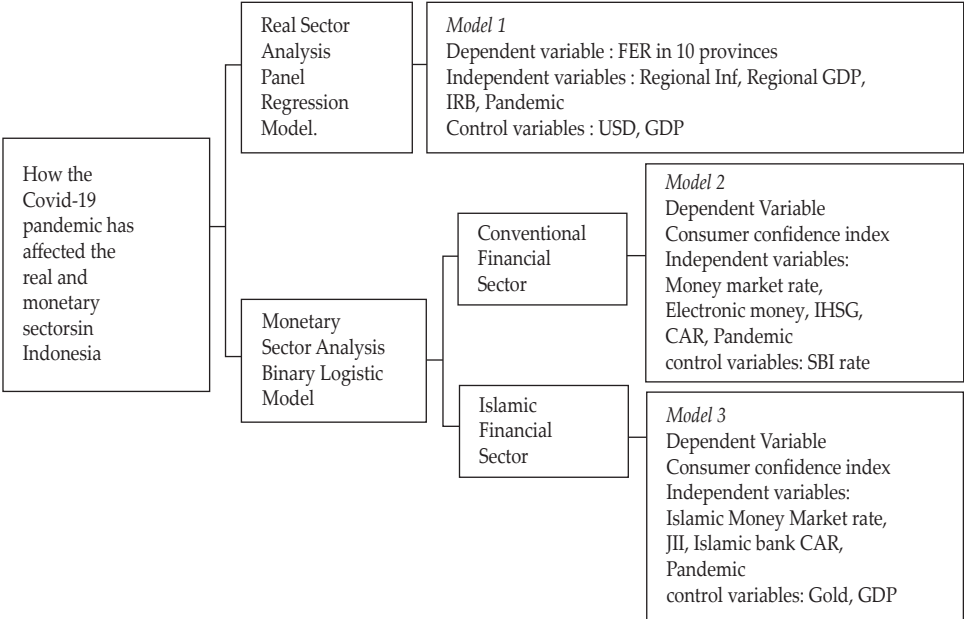 How the
Covid-19
pandemic has
affected the
real and
monetary
sectorsin
Indonesia
Real Sector
Analysis
Panel
Regression
Model.
Model 1
Dependent variable : FER in 10 provinces
Independent variables : Regional Inf, Regional GDP,
IRB, Pandemic
Control variables : USD, GDP
Monetary
Sector Analysis
Binary Logistic
Model
Conventional
Financial
Sector
Model 2
Dependent Variable
Consumer confidence index
Independent variables:
Money market rate,
Electronic money, IHSG,
CAR, Pandemic
control variables: SBI rate
Islamic
Financial
Sector
Model 3
Dependent Variable
Consumer confidence index
Independent variables:
Islamic Money Market rate,
JII, Islamic bank CAR,
Pandemic
control variables: Gold, GDP